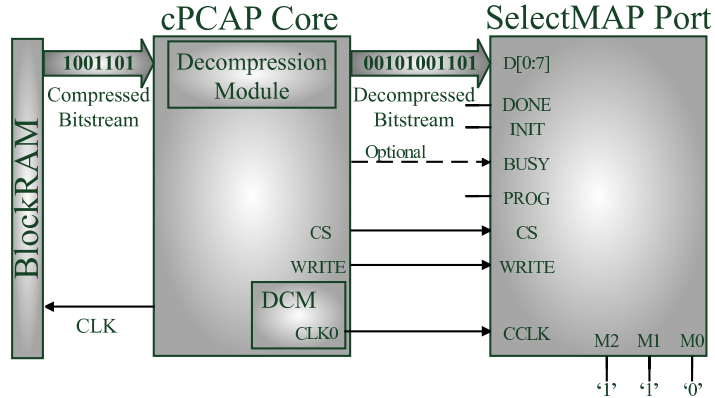 cPCAP Core
SelectMAP Port
BlockRAM
1001101
Compressed
Bitstream
Decompression
Module
00101001101
Decompressed
Bitstream
D[0:7]
DONE
INIT
Optional
BUSY
PROG
CS
CS
WRITE
WRITE
DCM
CLK
CLK0
CCLK
M2
M1
M0
‘1’
‘1’
‘0’